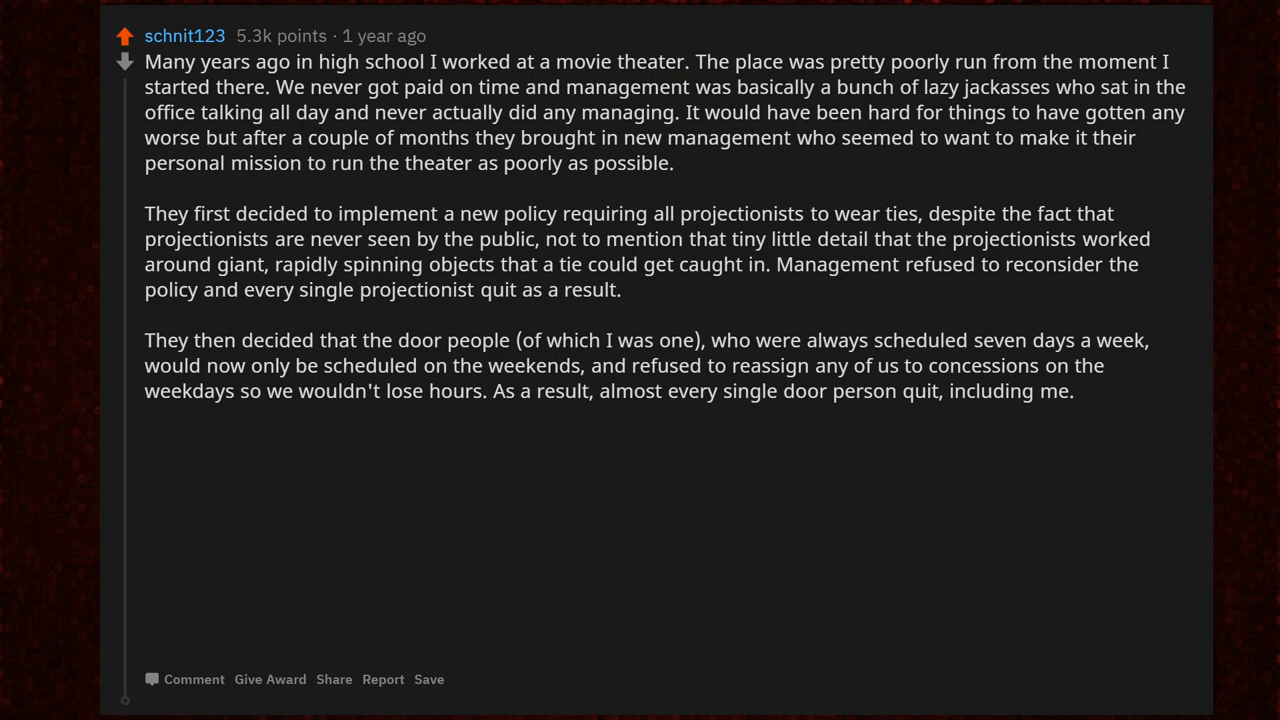 schnit123 5.3k points · 1 year ago
Many years ago in high school I worked at a movie theater. The place was pretty poorly run from the moment I
started there. We never got paid on time and management was basically a bunch of lazy jackasses who sat in the
office talking all day and never actually did any managing. It would have been hard for things to have gotten any
worse but after a couple of months they brought in new management who seemed to want to make it their
personal mission to run the theater as poorly as possible.
They first decided to implement a new policy requiring all projectionists to wear ties, despite the fact that
projectionists are never seen by the public, not to mention that tiny little detail that the projectionists worked
around giant, rapidly spinning objects that a tie could get caught in. Management refused to reconsider the
policy and every single projectionist quit as a result.
They then decided that the door people (of which I was one), who were always scheduled seven days a week,
would now only be scheduled on the weekends, and refused to reassign any of us to concessions on the
weekdays so we wouldn't lose hours. As a result, almost every single door person quit, including me.
Comment Give Award Share Report Save